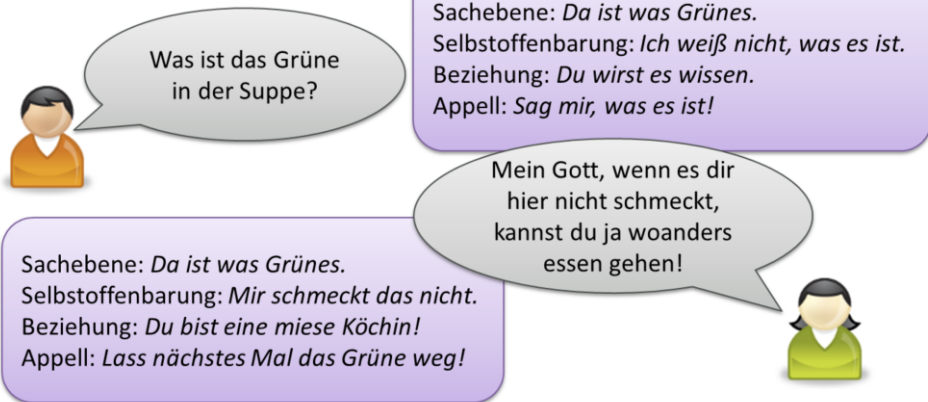 Was ist das Grüne
in der Suppe?
Sachebene: Da ist was Grünes.
Selbstoffenbarung: Ich weiß nicht, was es ist.
Beziehung: Du wirst es wissen.
Appell: Sag mir, was es ist!
Mein Gott, wenn es dir
hier nicht schmeckt,
kannst du ja woanders
essen gehen!
Sachebene: Da ist was Grünes.
Selbstoffenbarung: Mir schmeckt das nicht.
Beziehung: Du bist eine miese Köchin!
Appell: Lass nächstes Mal das Grüne weg!